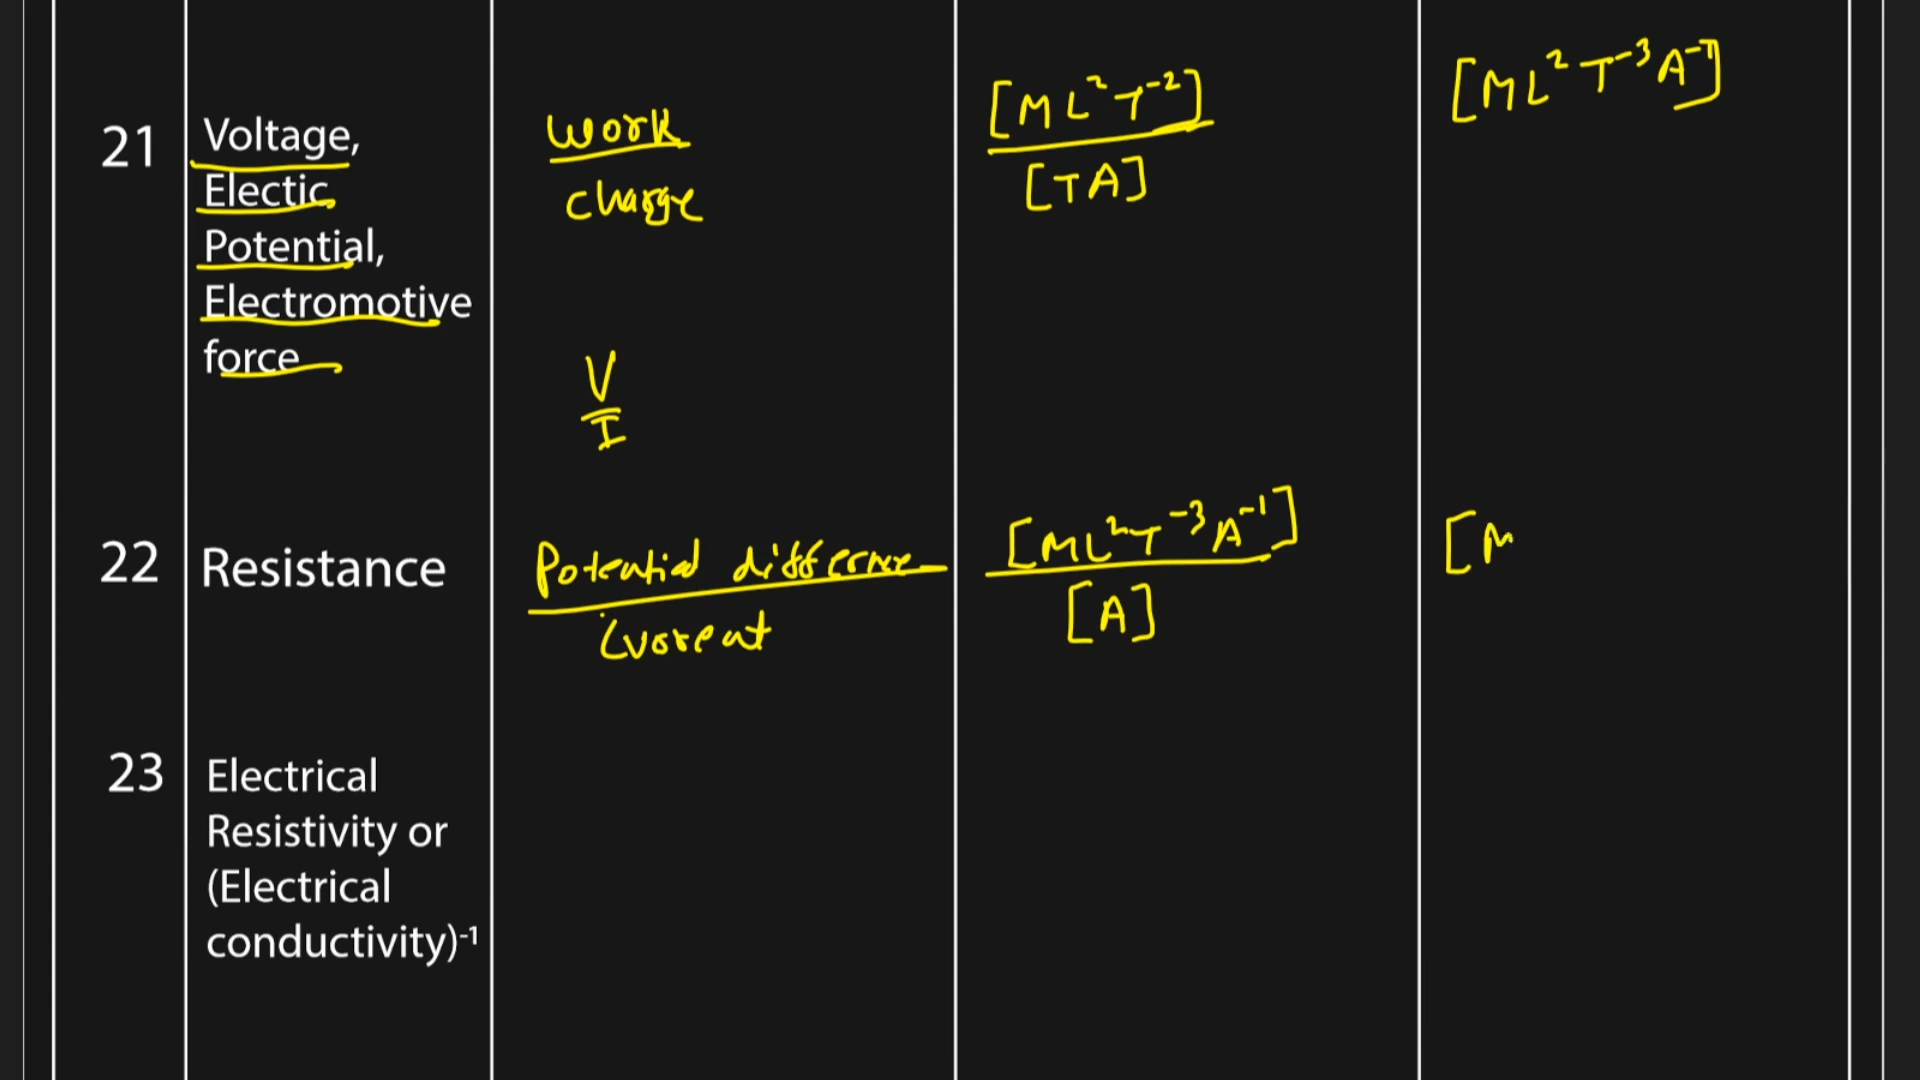 21
Voltage,
Electic
Potential,
Electromotive
force
work
charge
[ML²T⁻²]
[TA]
[ML²T⁻³A⁻¹]
V
I
22
Resistance
Potential difference
Current
[ML²T⁻³A⁻¹]
[A]
[M
23
Electrical
Resistivity or
(Electrical
conductivity)⁻¹